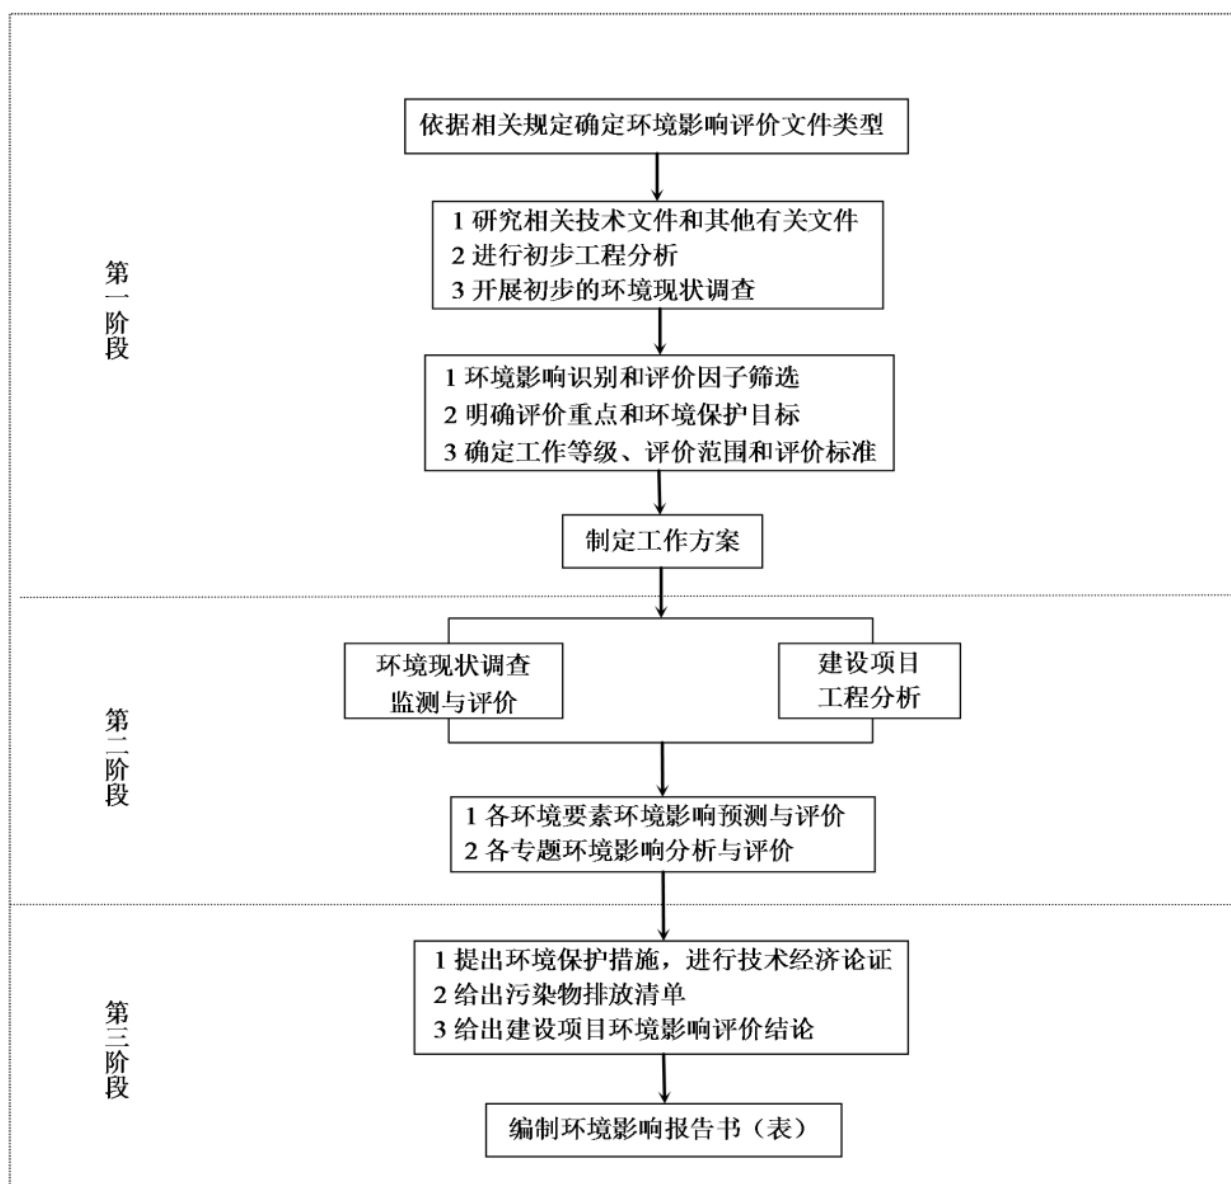 依据相关规定确定环境影响评价文件类型
1 研究相关技术文件和其他有关文件
2 进行初步工程分析
3 开展初步的环境现状调查
第一阶段
1 环境影响识别和评价因子筛选
2 明确评价重点和环境保护目标
3 确定工作等级、评价范围和评价标准
制定工作方案
环境现状调查
监测与评价
建设项目
工程分析
第二阶段
1 各环境要素环境影响预测与评价
2 各专题环境影响分析与评价
1 提出环境保护措施，进行技术经济论证
2 给出污染物排放清单
3 给出建设项目环境影响评价结论
第三阶段
编制环境影响报告书（表）